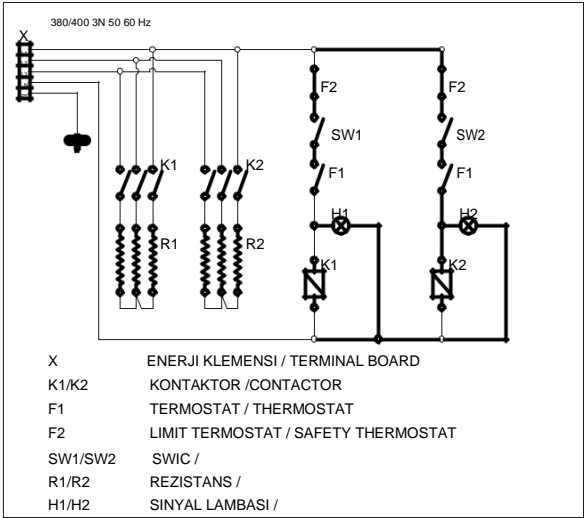 380/400 3N 50 60 Hz
X
F2 F2
SW1 SW2
K1 K2 F1 F1
H1 H2
R1 R2
K1 K2
X ENERJI KLEMENSI / TERMINAL BOARD
K1/K2 KONTAKTOR /CONTACTOR
F1 TERMOSTAT / THERMOSTAT
F2 LIMIT TERMOSTAT / SAFETY THERMOSTAT
SW1/SW2 SWIC /
R1/R2 REZISTANS /
H1/H2 SINYAL LAMBASI /